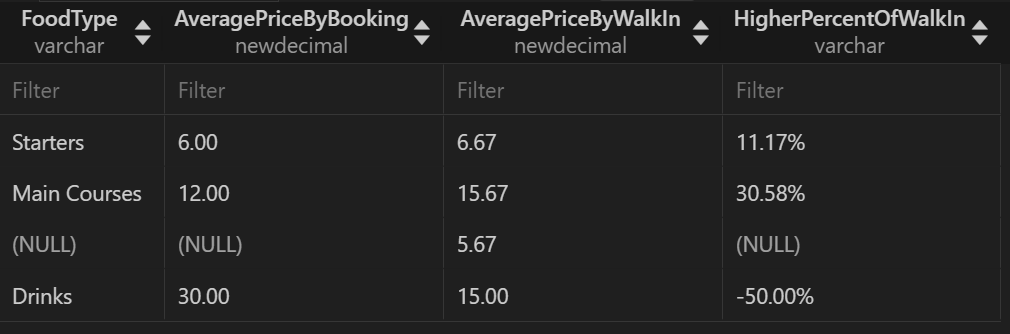 FoodType AveragePriceByBooking AveragePriceByWalkIn HigherPercentOfWalkIn
varchar newdecimal newdecimal varchar
Filter Filter Filter Filter
Starters 6.00 6.67 11.17%
Main Courses 12.00 15.67 30.58%
(NULL) (NULL) 5.67 (NULL)
Drinks 30.00 15.00 -50.00%